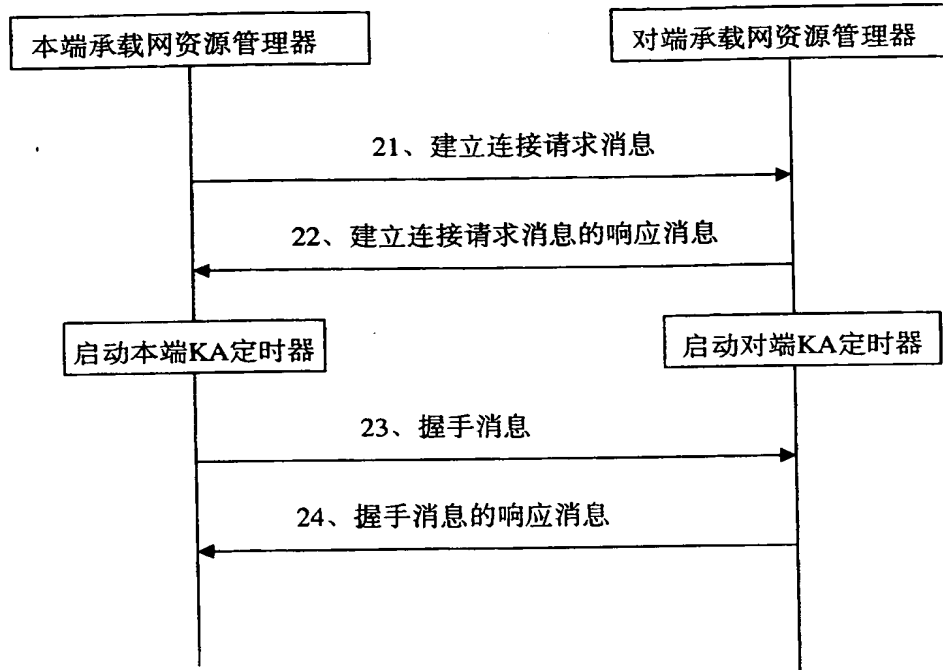 本端承载网资源管理器
对端承载网资源管理器
21、建立连接请求消息
22、建立连接请求消息的响应消息
启动本端KA定时器
启动对端KA定时器
23、握手消息
24、握手消息的响应消息